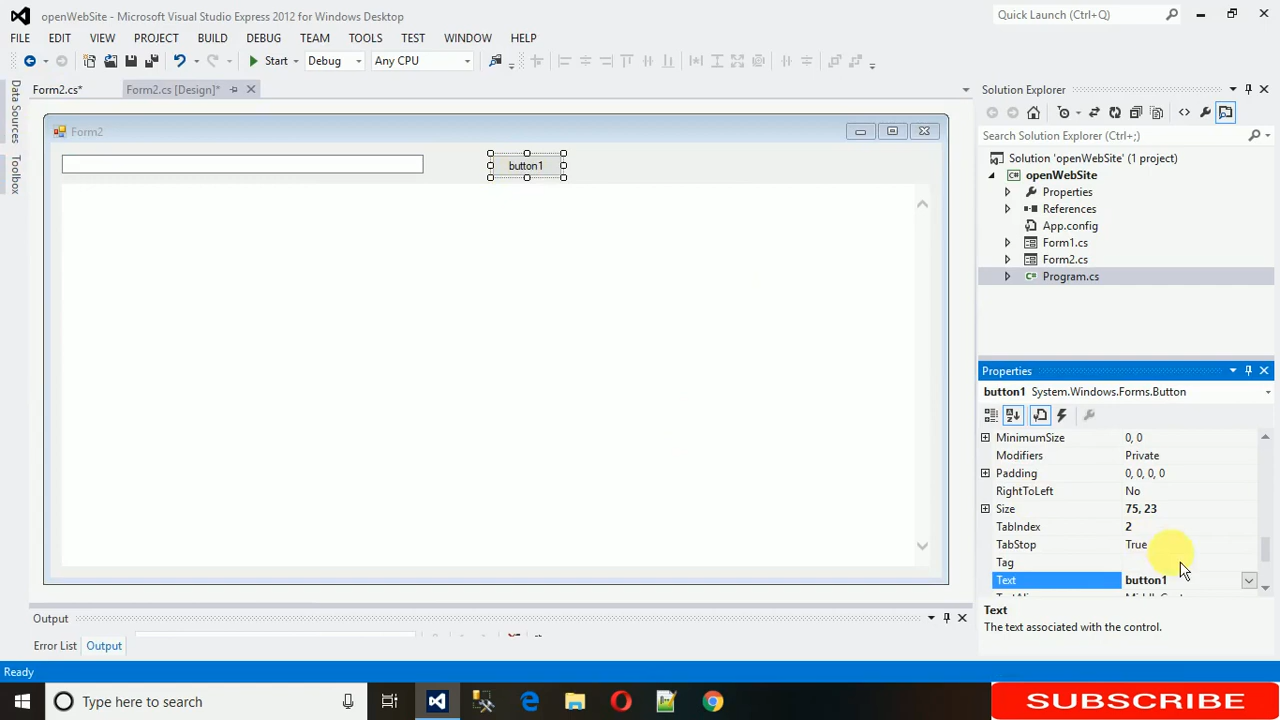 openWebSite - Microsoft Visual Studio Express 2012 for Windows Desktop
Quick Launch (Ctrl+Q)
FILE EDIT VIEW PROJECT BUILD DEBUG TEAM TOOLS TEST WINDOW HELP
Start Debug Any CPU
Data Sources
Toolbox
Form2.cs*
Form2.cs [Design]*
Form2
button1
Solution Explorer
Search Solution Explorer (Ctrl+;)
Solution 'openWebSite' (1 project)
openWebSite
Properties
References
App.config
Form1.cs
Form2.cs
Program.cs
Properties
button1 System.Windows.Forms.Button
MinimumSize 0, 0
Modifiers Private
Padding 0, 0, 0, 0
RightToLeft No
Size 75, 23
TabIndex 2
TabStop True
Tag
Text button1
Text
The text associated with the control.
Output
Error List Output
Ready
Type here to search
SUBSCRIBE